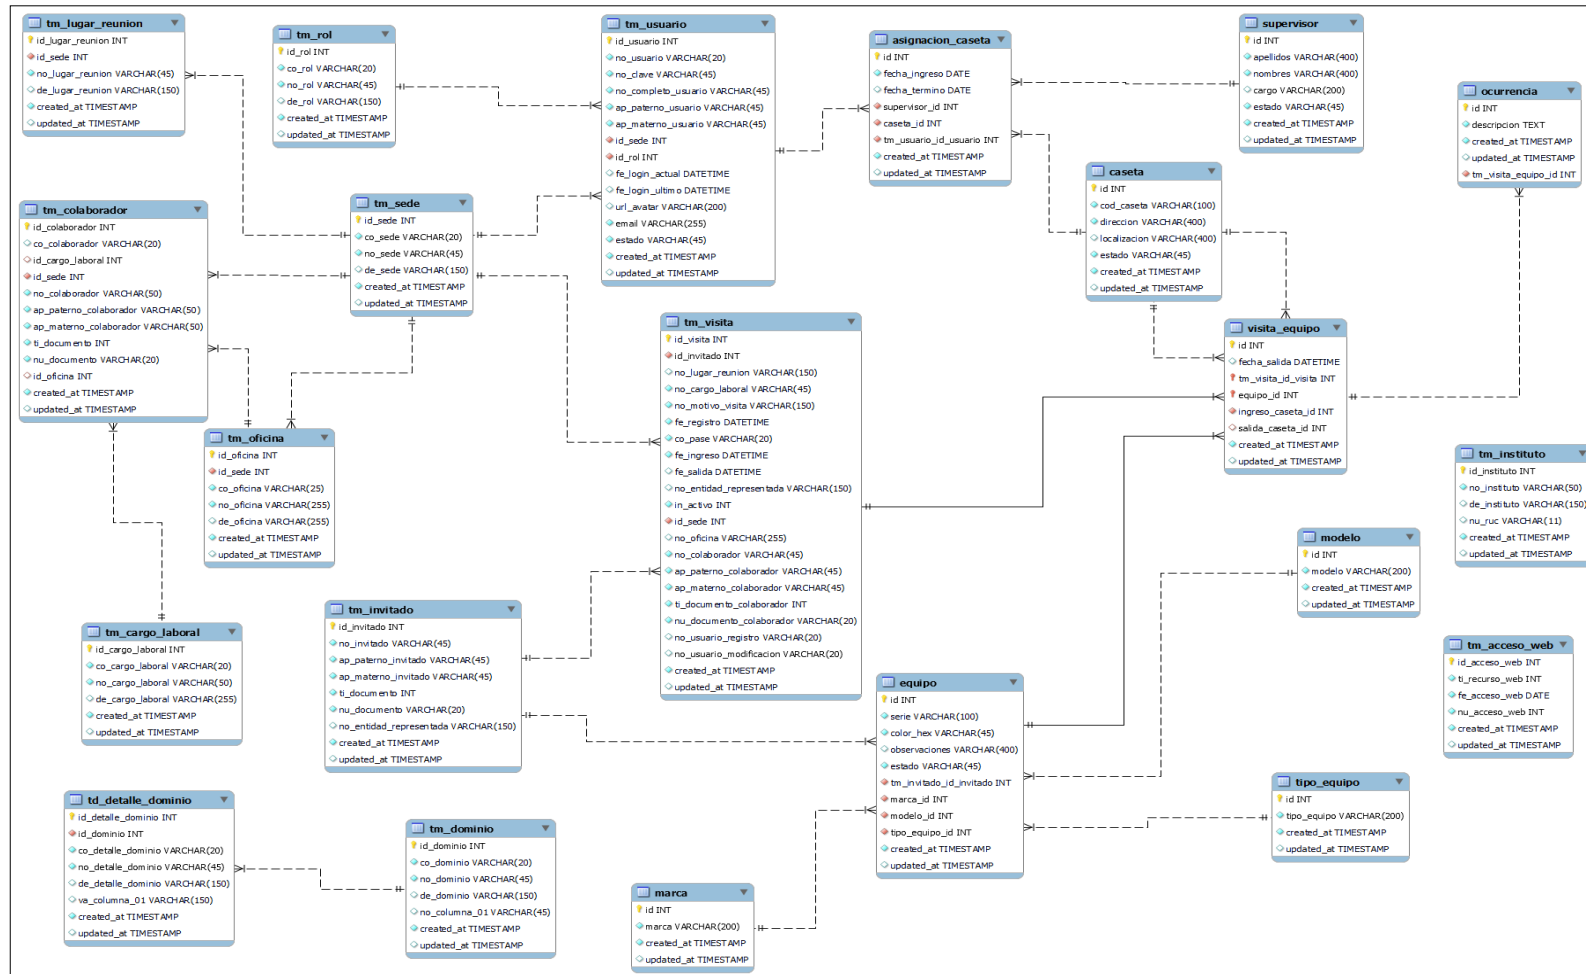 tm_lugar_reunion
id_lugar_reunion INT
id_sede INT
no_lugar_reunion VARCHAR(45)
de_lugar_reunion VARCHAR(150)
created_at TIMESTAMP
updated_at TIMESTAMP
tm_rol
id_rol INT
co_rol VARCHAR(20)
no_rol VARCHAR(45)
de_rol VARCHAR(150)
created_at TIMESTAMP
updated_at TIMESTAMP
tm_usuario
id_usuario INT
no_usuario VARCHAR(20)
no_clave VARCHAR(45)
no_completo_usuario VARCHAR(45)
ap_paterno_usuario VARCHAR(45)
ap_materno_usuario VARCHAR(45)
id_sede INT
id_rol INT
fe_login_actual DATETIME
fe_login_ultimo DATETIME
url_avatar VARCHAR(200)
email VARCHAR(255)
estado VARCHAR(45)
created_at TIMESTAMP
updated_at TIMESTAMP
asignacion_caseta
id INT
fecha_ingreso DATE
fecha_termino DATE
supervisor_id INT
caseta_id INT
tm_usuario_id_usuario INT
created_at TIMESTAMP
updated_at TIMESTAMP
supervisor
id INT
apellidos VARCHAR(400)
nombres VARCHAR(400)
cargo VARCHAR(200)
estado VARCHAR(45)
created_at TIMESTAMP
updated_at TIMESTAMP
ocurrencia
id INT
descripcion TEXT
created_at TIMESTAMP
updated_at TIMESTAMP
tm_visita_equipo_id INT
tm_colaborador
id_colaborador INT
co_colaborador VARCHAR(20)
id_cargo_laboral INT
id_sede INT
no_colaborador VARCHAR(50)
ap_paterno_colaborador VARCHAR(50)
ap_materno_colaborador VARCHAR(50)
ti_documento INT
nu_documento VARCHAR(20)
id_oficina INT
created_at TIMESTAMP
updated_at TIMESTAMP
tm_sede
id_sede INT
co_sede VARCHAR(20)
no_sede VARCHAR(45)
de_sede VARCHAR(150)
created_at TIMESTAMP
updated_at TIMESTAMP
caseta
id INT
cod_caseta VARCHAR(100)
direccion VARCHAR(400)
localizacion VARCHAR(400)
estado VARCHAR(45)
created_at TIMESTAMP
updated_at TIMESTAMP
tm_visita
id_visita INT
id_invitado INT
no_lugar_reunion VARCHAR(150)
no_cargo_laboral VARCHAR(45)
no_motivo_visita VARCHAR(150)
fe_registro DATETIME
co_pase VARCHAR(20)
fe_ingreso DATETIME
fe_salida DATETIME
no_entidad_representada VARCHAR(150)
in_activo INT
id_sede INT
no_oficina VARCHAR(255)
no_colaborador VARCHAR(45)
ap_paterno_colaborador VARCHAR(45)
ap_materno_colaborador VARCHAR(45)
ti_documento_colaborador INT
nu_documento_colaborador VARCHAR(20)
no_usuario_registro VARCHAR(20)
no_usuario_modificacion VARCHAR(20)
created_at TIMESTAMP
updated_at TIMESTAMP
visita_equipo
id INT
fecha_salida DATETIME
tm_visita_id_visita INT
equipo_id INT
ingreso_caseta_id INT
salida_caseta_id INT
created_at TIMESTAMP
updated_at TIMESTAMP
tm_oficina
id_oficina INT
id_sede INT
co_oficina VARCHAR(25)
no_oficina VARCHAR(255)
de_oficina VARCHAR(255)
created_at TIMESTAMP
updated_at TIMESTAMP
tm_instituto
id_instituto INT
no_instituto VARCHAR(50)
de_instituto VARCHAR(150)
nu_ruc VARCHAR(11)
created_at TIMESTAMP
updated_at TIMESTAMP
modelo
id INT
modelo VARCHAR(200)
created_at TIMESTAMP
updated_at TIMESTAMP
tm_cargo_laboral
id_cargo_laboral INT
co_cargo_laboral VARCHAR(20)
no_cargo_laboral VARCHAR(50)
de_cargo_laboral VARCHAR(255)
created_at TIMESTAMP
updated_at TIMESTAMP
tm_invitado
id_invitado INT
no_invitado VARCHAR(45)
ap_paterno_invitado VARCHAR(45)
ap_materno_invitado VARCHAR(45)
ti_documento INT
nu_documento VARCHAR(20)
no_entidad_representada VARCHAR(150)
created_at TIMESTAMP
updated_at TIMESTAMP
tm_acceso_web
id_acceso_web INT
ti_recurso_web INT
fe_acceso_web DATE
nu_acceso_web INT
created_at TIMESTAMP
updated_at TIMESTAMP
equipo
id INT
serie VARCHAR(100)
color_hex VARCHAR(45)
observaciones VARCHAR(400)
estado VARCHAR(45)
tm_invitado_id_invitado INT
marca_id INT
modelo_id INT
tipo_equipo_id INT
created_at TIMESTAMP
updated_at TIMESTAMP
tipo_equipo
id INT
tipo_equipo VARCHAR(200)
created_at TIMESTAMP
updated_at TIMESTAMP
td_detalle_dominio
id_detalle_dominio INT
id_dominio INT
co_detalle_dominio VARCHAR(20)
no_detalle_dominio VARCHAR(45)
de_detalle_dominio VARCHAR(150)
va_columna_01 VARCHAR(150)
created_at TIMESTAMP
updated_at TIMESTAMP
tm_dominio
id_dominio INT
co_dominio VARCHAR(20)
no_dominio VARCHAR(45)
de_dominio VARCHAR(150)
no_columna_01 VARCHAR(45)
created_at TIMESTAMP
updated_at TIMESTAMP
marca
id INT
marca VARCHAR(200)
created_at TIMESTAMP
updated_at TIMESTAMP